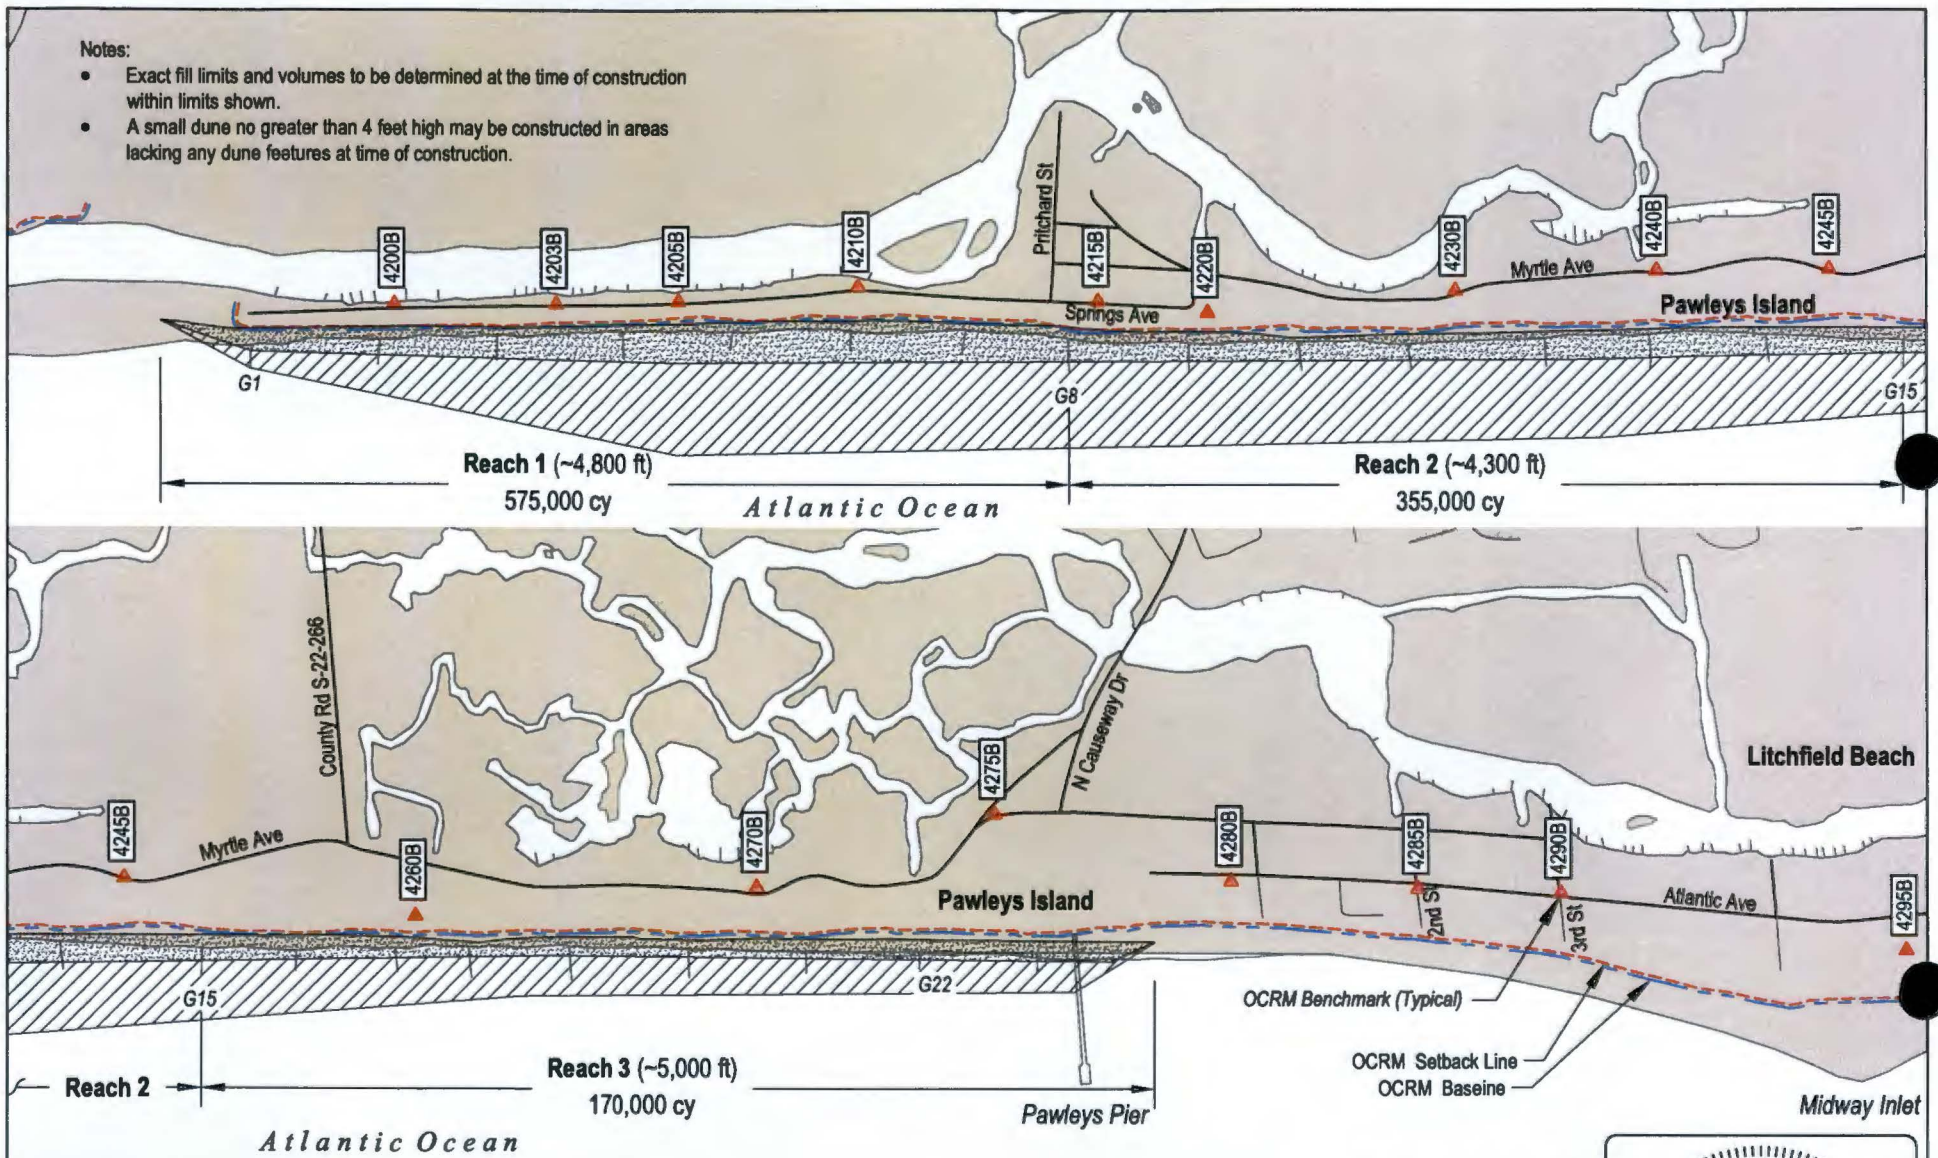 Notes:
• Exact fill limits and volumes to be determined at the time of construction
within limits shown.
• A small dune no greater than 4 feet high may be constructed in areas
lacking any dune features at time of construction.
4200B
4203B
4205B
4210B
Pritchard St
4215B
4220B
4230B
4240B
4245B
Myrtle Ave
Springs Ave
Pawleys Island
G1
G8
G15
Reach 1 (~4,800 ft)
575,000 cy
Reach 2 (~4,300 ft)
355,000 cy
Atlantic Ocean
County Rd S-22-266
N Causeway Dr
Litchfield Beach
4245B
Myrtle Ave
4260B
4270B
4275B
4280B
4285B
4290B
4295B
Pawleys Island
Atlantic Ave
2nd St
3rd St
G15
G22
OCRM Benchmark (Typical)
OCRM Setback Line
OCRM Baseine
Reach 2
Reach 3 (~5,000 ft)
170,000 cy
Pawleys Pier
Midway Inlet
Atlantic Ocean